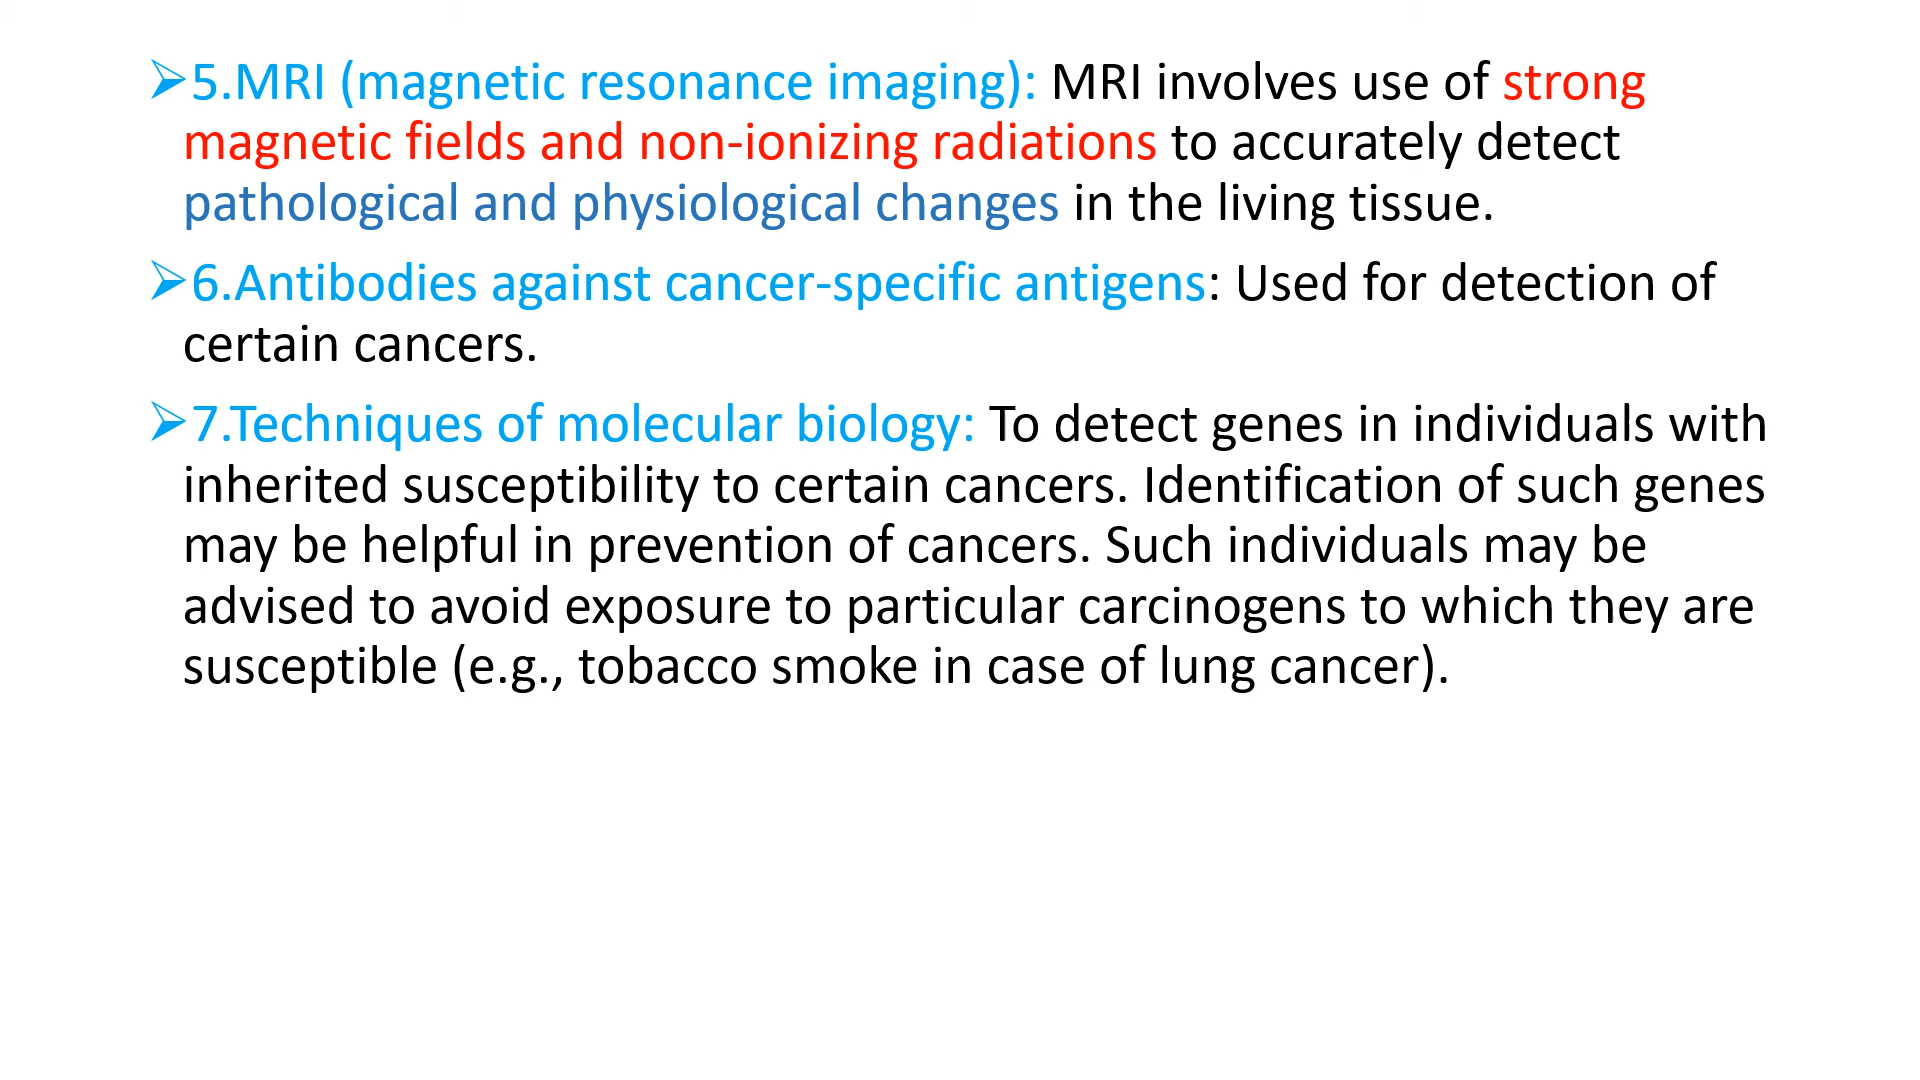 ➢5.MRI (magnetic resonance imaging): MRI involves use of strong
magnetic fields and non-ionizing radiations to accurately detect
pathological and physiological changes in the living tissue.
➢6.Antibodies against cancer-specific antigens: Used for detection of
certain cancers.
➢7.Techniques of molecular biology: To detect genes in individuals with
inherited susceptibility to certain cancers. Identification of such genes
may be helpful in prevention of cancers. Such individuals may be
advised to avoid exposure to particular carcinogens to which they are
susceptible (e.g., tobacco smoke in case of lung cancer).